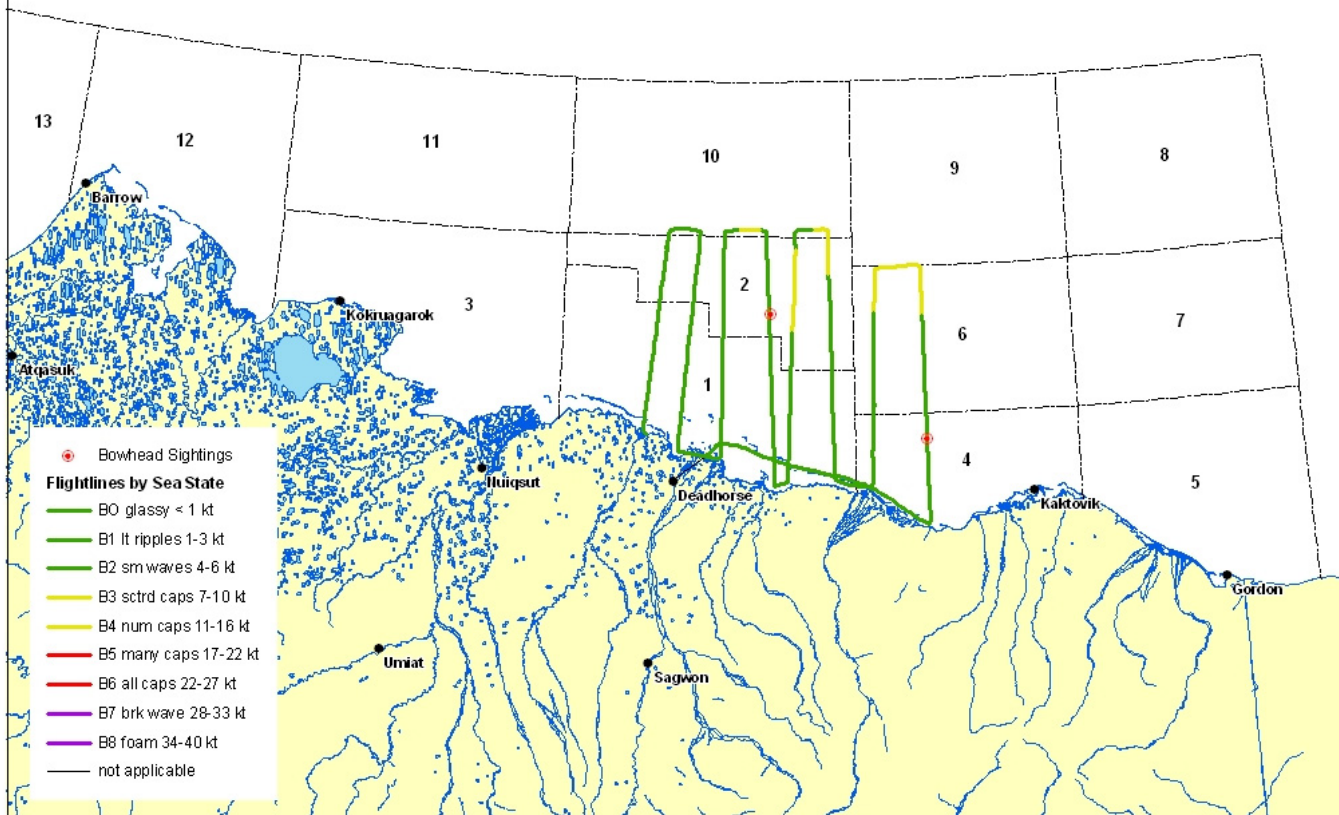 13
12
11
10
9
8
Barrow
2
3
Kokruagarok
6
7
Atqasuk
1
4
5
Nuiqsut
Deadhorse
Kaktovik
Gordon
Umiat
Sagwon
Bowhead Sightings
Flightlines by Sea State
BO glassy < 1 kt
B1 lt ripples 1-3 kt
B2 sm waves 4-6 kt
B3 sctrd caps 7-10 kt
B4 num caps 11-16 kt
B5 many caps 17-22 kt
B6 all caps 22-27 kt
B7 brk wave 28-33 kt
B8 foam 34-40 kt
not applicable